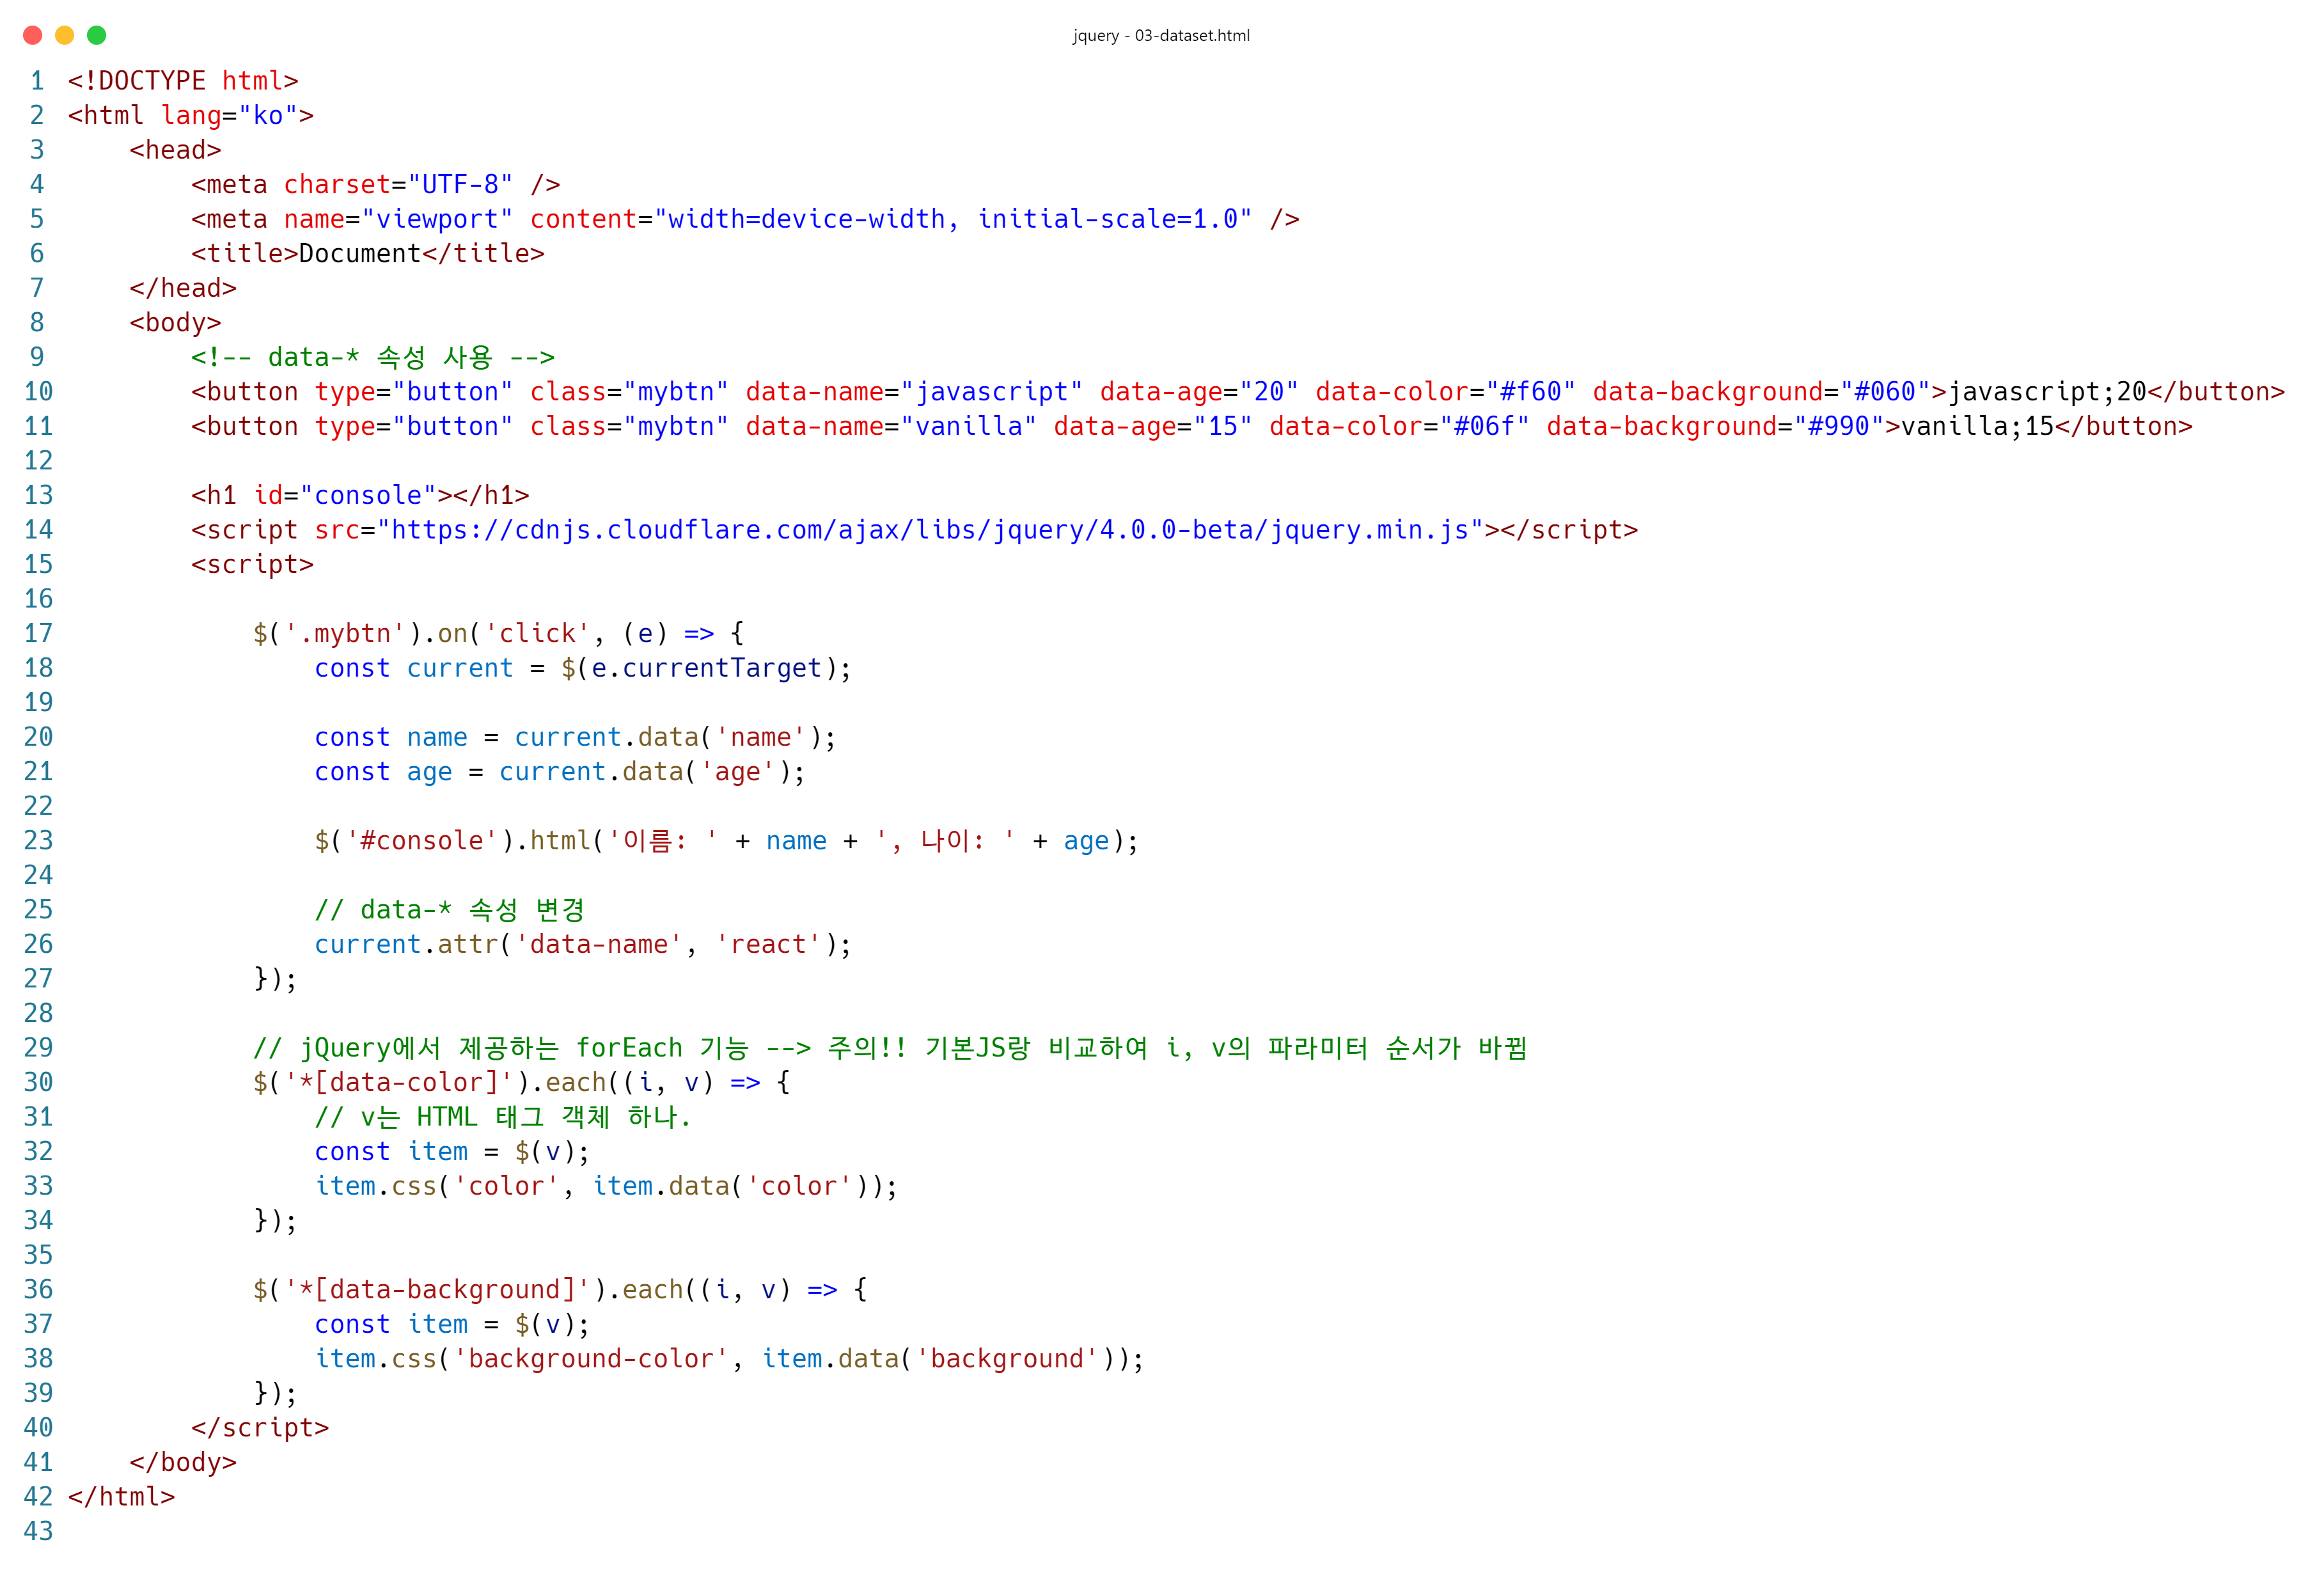 jquery - 03-dataset.html
1 <!DOCTYPE html>
2 <html lang="ko">
3     <head>
4         <meta charset="UTF-8" />
5         <meta name="viewport" content="width=device-width, initial-scale=1.0" />
6         <title>Document</title>
7     </head>
8     <body>
9         <!-- data-* 속성 사용 -->
10         <button type="button" class="mybtn" data-name="javascript" data-age="20" data-color="#f60" data-background="#060">javascript;20</button>
11         <button type="button" class="mybtn" data-name="vanilla" data-age="15" data-color="#06f" data-background="#990">vanilla;15</button>
12
13         <h1 id="console"></h1>
14         <script src="https://cdnjs.cloudflare.com/ajax/libs/jquery/4.0.0-beta/jquery.min.js"></script>
15         <script>
16
17             $('.mybtn').on('click', (e) => {
18                 const current = $(e.currentTarget);
19
20                 const name = current.data('name');
21                 const age = current.data('age');
22
23                 $('#console').html('이름: ' + name + ', 나이: ' + age);
24
25                 // data-* 속성 변경
26                 current.attr('data-name', 'react');
27             });
28
29             // jQuery에서 제공하는 forEach 기능 --> 주의!! 기본JS랑 비교하여 i, v의 파라미터 순서가 바뀜
30             $('*[data-color]').each((i, v) => {
31                 // v는 HTML 태그 객체 하나.
32                 const item = $(v);
33                 item.css('color', item.data('color'));
34             });
35
36             $('*[data-background]').each((i, v) => {
37                 const item = $(v);
38                 item.css('background-color', item.data('background'));
39             });
40         </script>
41     </body>
42 </html>
43